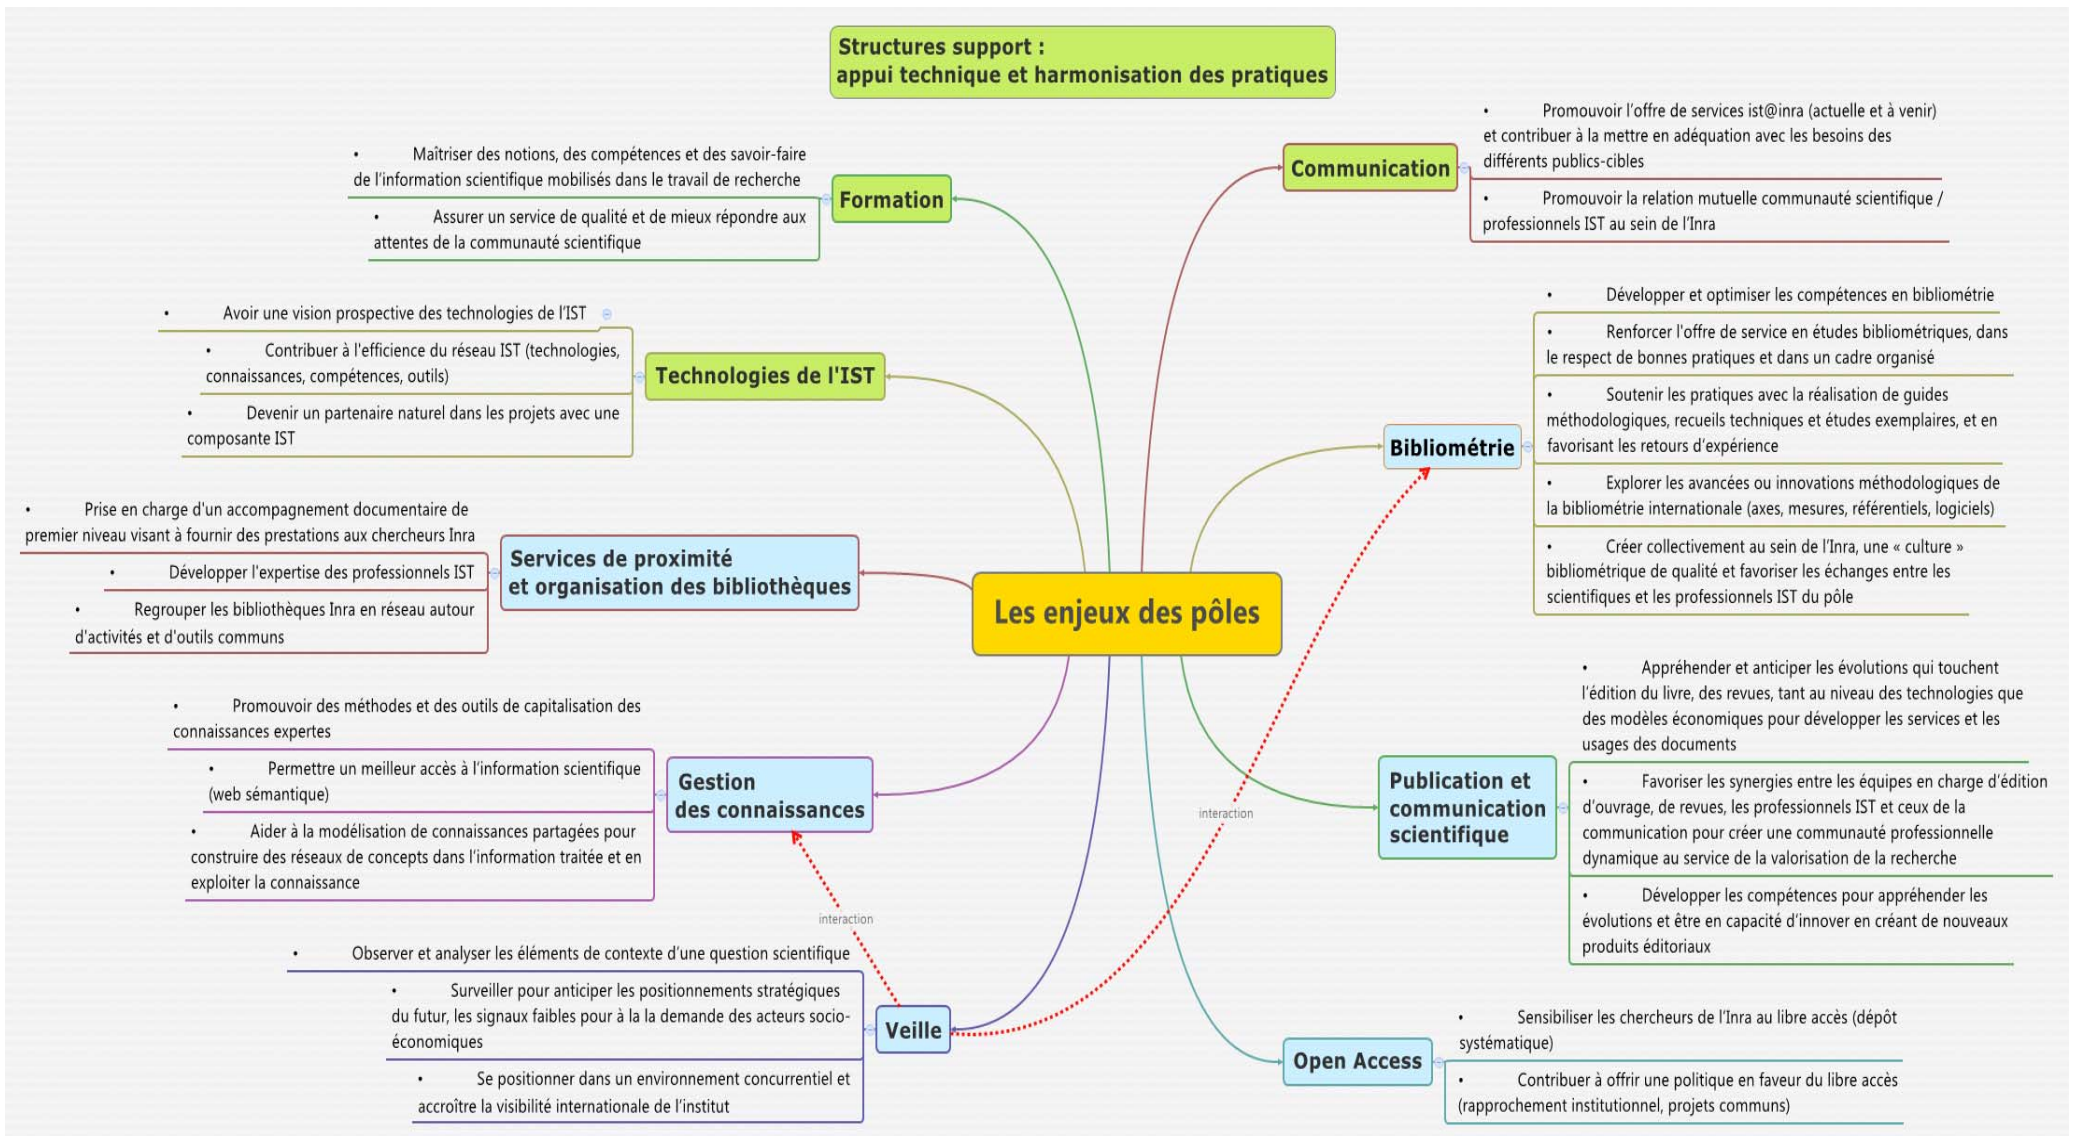 Structures support :
appui technique et harmonisation des pratiques
• Maîtriser des notions, des compétences et des savoir-faire
de l'information scientifique mobilisés dans le travail de recherche
• Assurer un service de qualité et de mieux répondre aux
attentes de la communauté scientifique
Formation
• Avoir une vision prospective des technologies de l'IST
• Contribuer à l'efficience du réseau IST (technologies,
connaissances, compétences, outils)
• Devenir un partenaire naturel dans les projets avec une
composante IST
Technologies de l'IST
• Prise en charge d'un accompagnement documentaire de
premier niveau visant à fournir des prestations aux chercheurs Inra
• Développer l'expertise des professionnels IST
• Regrouper les bibliothèques Inra en réseau autour
d'activités et d'outils communs
Services de proximité
et organisation des bibliothèques
• Promouvoir des méthodes et des outils de capitalisation des
connaissances expertes
• Permettre un meilleur accès à l'information scientifique
(web sémantique)
• Aider à la modélisation de connaissances partagées pour
construire des réseaux de concepts dans l'information traitée et en
exploiter la connaissance
Gestion
des connaissances
interaction
• Observer et analyser les éléments de contexte d'une question scientifique
• Surveiller pour anticiper les positionnements stratégiques
du futur, les signaux faibles pour à la la demande des acteurs socio-
économiques
• Se positionner dans un environnement concurrentiel et
accroître la visibilité internationale de l'institut
Veille
Les enjeux des pôles
interaction
Communication
• Promouvoir l'offre de services ist@inra (actuelle et à venir)
et contribuer à la mettre en adéquation avec les besoins des
différents publics-cibles
• Promouvoir la relation mutuelle communauté scientifique /
professionnels IST au sein de l'Inra
Bibliométrie
• Développer et optimiser les compétences en bibliométrie
• Renforcer l'offre de service en études bibliométriques, dans
le respect de bonnes pratiques et dans un cadre organisé
• Soutenir les pratiques avec la réalisation de guides
méthodologiques, recueils techniques et études exemplaires, et en
favorisant les retours d'expérience
• Explorer les avancées ou innovations méthodologiques de
la bibliométrie internationale (axes, mesures, référentiels, logiciels)
• Créer collectivement au sein de l'Inra, une « culture »
bibliométrique de qualité et favoriser les échanges entre les
scientifiques et les professionnels IST du pôle
Publication et
communication
scientifique
• Appréhender et anticiper les évolutions qui touchent
l'édition du livre, des revues, tant au niveau des technologies que
des modèles économiques pour développer les services et les
usages des documents
• Favoriser les synergies entre les équipes en charge d'édition
d'ouvrage, de revues, les professionnels IST et ceux de la
communication pour créer une communauté professionnelle
dynamique au service de la valorisation de la recherche
• Développer les compétences pour appréhender les
évolutions et être en capacité d'innover en créant de nouveaux
produits éditoriaux
Open Access
• Sensibiliser les chercheurs de l'Inra au libre accès (dépôt
systématique)
• Contribuer à offrir une politique en faveur du libre accès
(rapprochement institutionnel, projets communs)